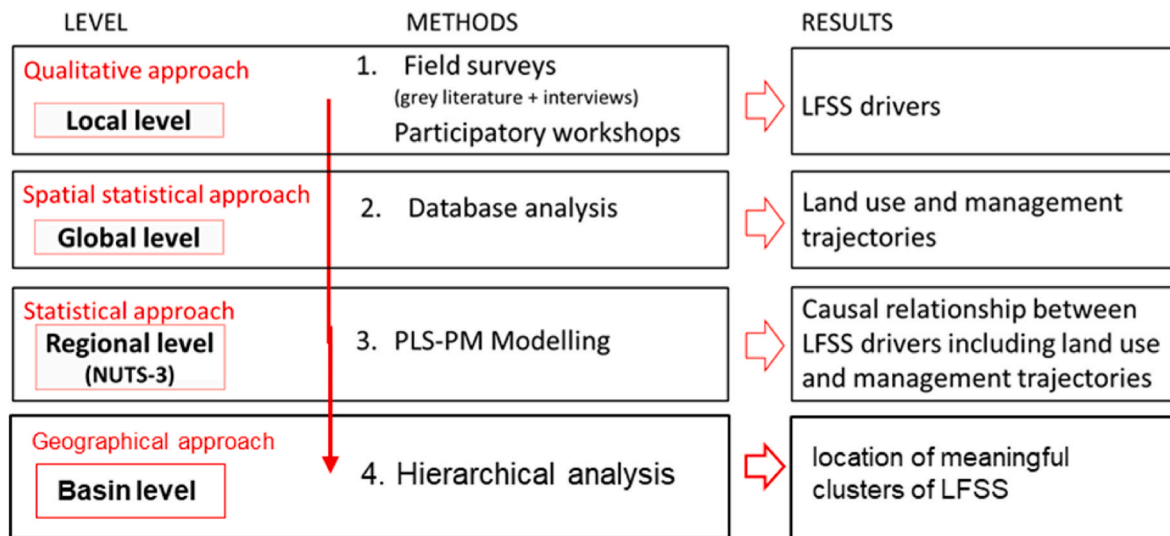 LEVEL
METHODS
RESULTS
Qualitative approach
Local level
1. Field surveys
(grey literature + interviews)
Participatory workshops
LFSS drivers
Spatial statistical approach
Global level
2. Database analysis
Land use and management
trajectories
Statistical approach
Regional level
(NUTS-3)
3. PLS-PM Modelling
Causal relationship between
LFSS drivers including land use
and management trajectories
Geographical approach
Basin level
4. Hierarchical analysis
location of meaningful
clusters of LFSS